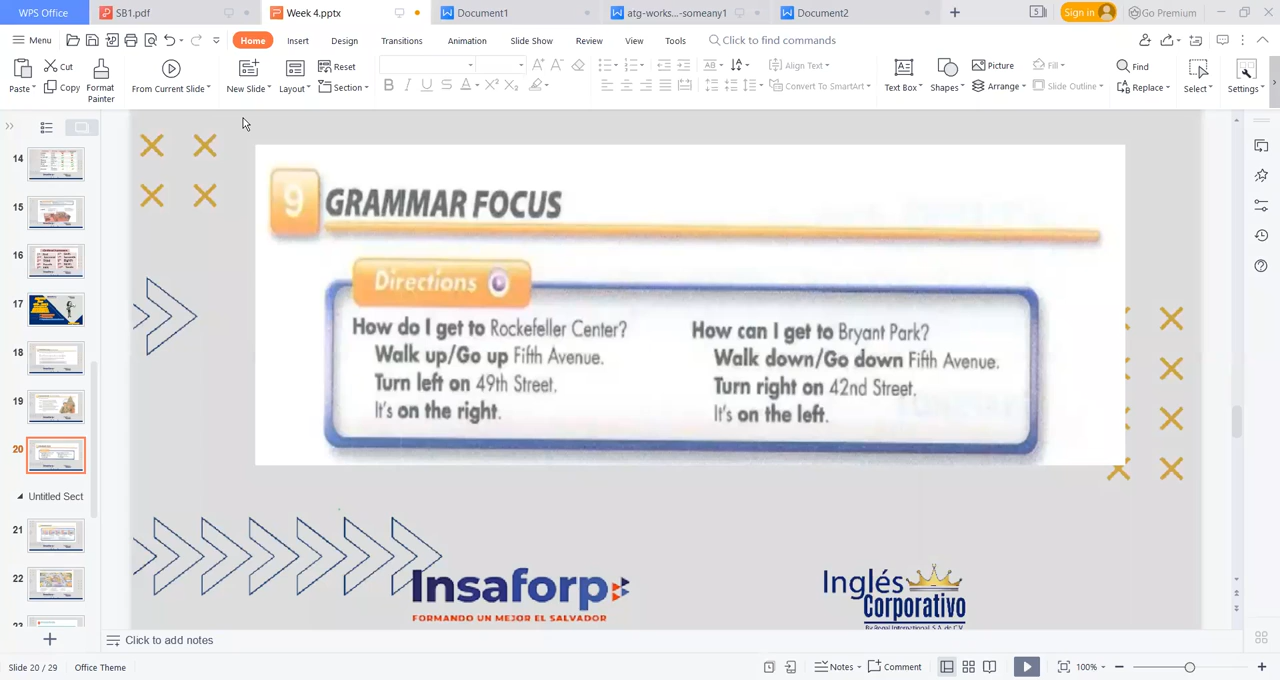 WPS Office
SB1.pdf
Week 4.pptx
Document1
atg-works...-someany1
Document2
Sign in
Go Premium
Menu
Home
Insert
Design
Transitions
Animation
Slide Show
Review
View
Tools
Click to find commands
Paste
Cut
Copy
Format
Painter
From Current Slide
New Slide
Layout
Reset
Section
Align Text
Convert To SmartArt
Text Box
Shapes
Picture
Arrange
Fill
Slide Outline
Find
Replace
Select
Settings
14
15
16
17
18
19
20
Untitled Sect
21
22
9 GRAMMAR FOCUS
Directions
How do I get to Rockefeller Center?
Walk up/Go up Fifth Avenue.
Turn left on 49th Street.
It's on the right.
How can I get to Bryant Park?
Walk down/Go down Fifth Avenue.
Turn right on 42nd Street.
It's on the left.
Insaforp
FORMANDO UN MEJOR EL SALVADOR
Inglés
Corporativo
Click to add notes
Slide 20 / 29
Office Theme
Notes
Comment
100%